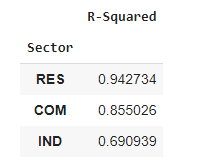 R-Squared
Sector
RES 0.942734
COM 0.855026
IND 0.690939